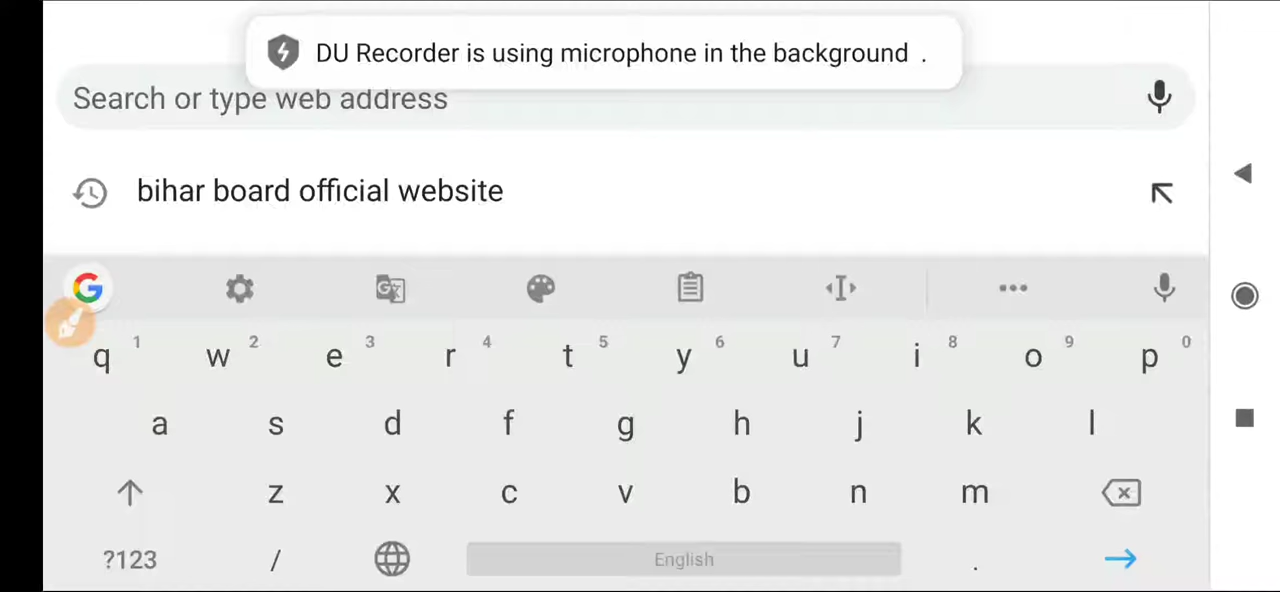 DU Recorder is using microphone in the background .
Search or type web address
bihar board official website
1 2 3 4 5 6 7 8 9 0
q w e r t y u i o p
a s d f g h j k l
z x c v b n m
?123 / English .